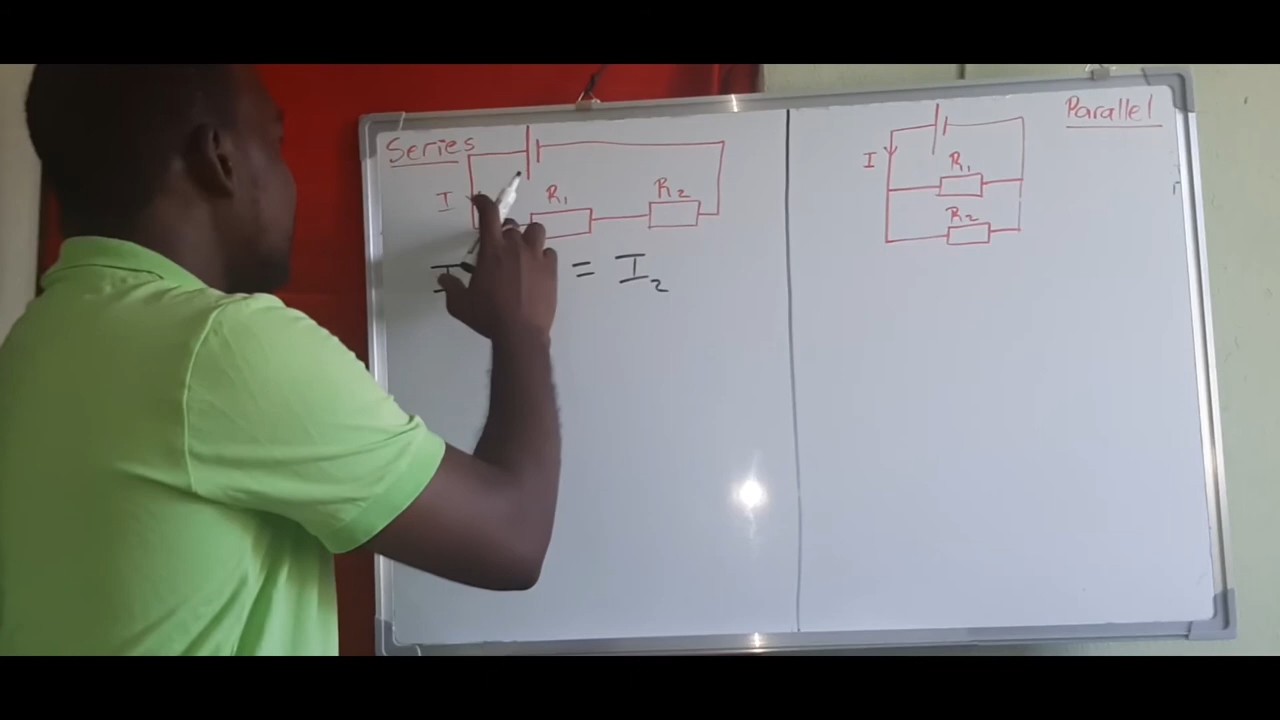 Series
I
R₁
R₂
I = I₂
Parallel
I
R₁
R₂